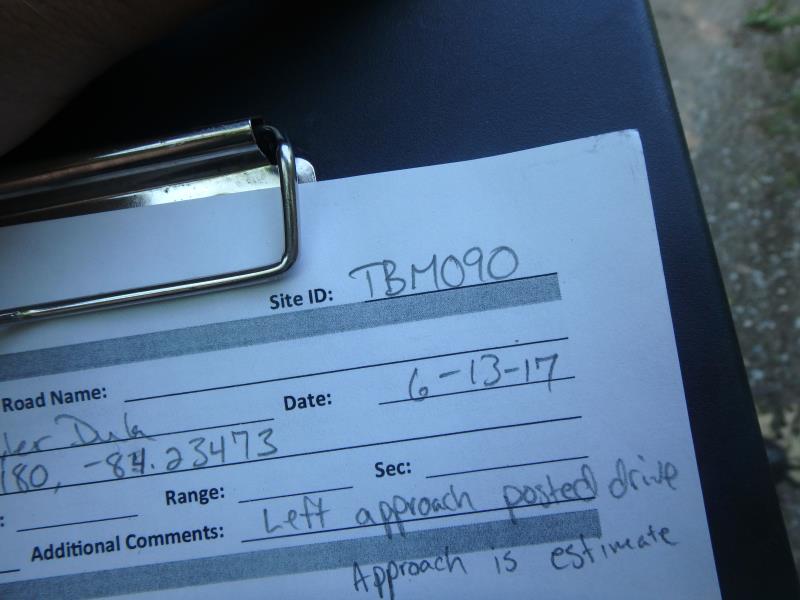 Site ID: TBM090
Road Name:
Date: 6-13-17
180, -84.23473
Range: Sec:
Additional Comments: Left approach posted drive
Approach is estimate